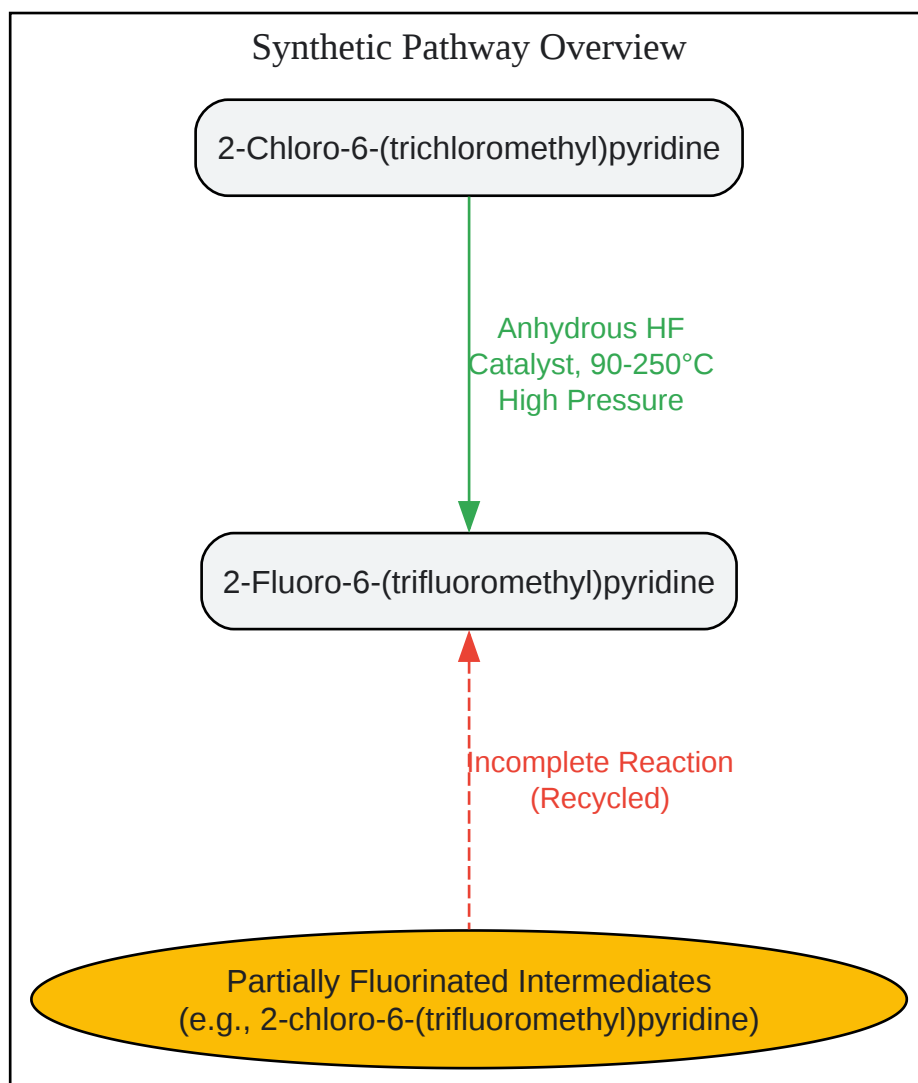 Synthetic Pathway Overview
2-Chloro-6-(trichloromethyl)pyridine
Anhydrous HF
Catalyst, 90-250°C
High Pressure
2-Fluoro-6-(trifluoromethyl)pyridine
Incomplete Reaction
(Recycled)
Partially Fluorinated Intermediates
(e.g., 2-chloro-6-(trifluoromethyl)pyridine)